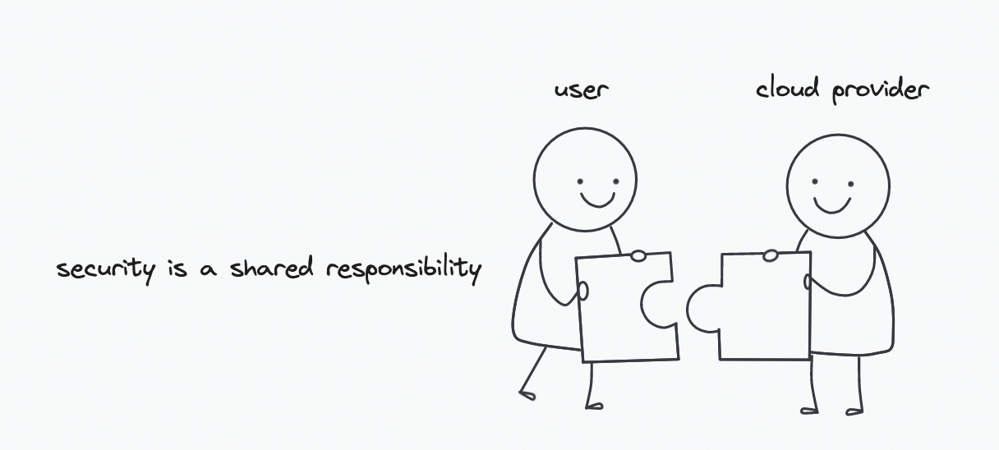 user
cloud provider
security is a shared responsibility